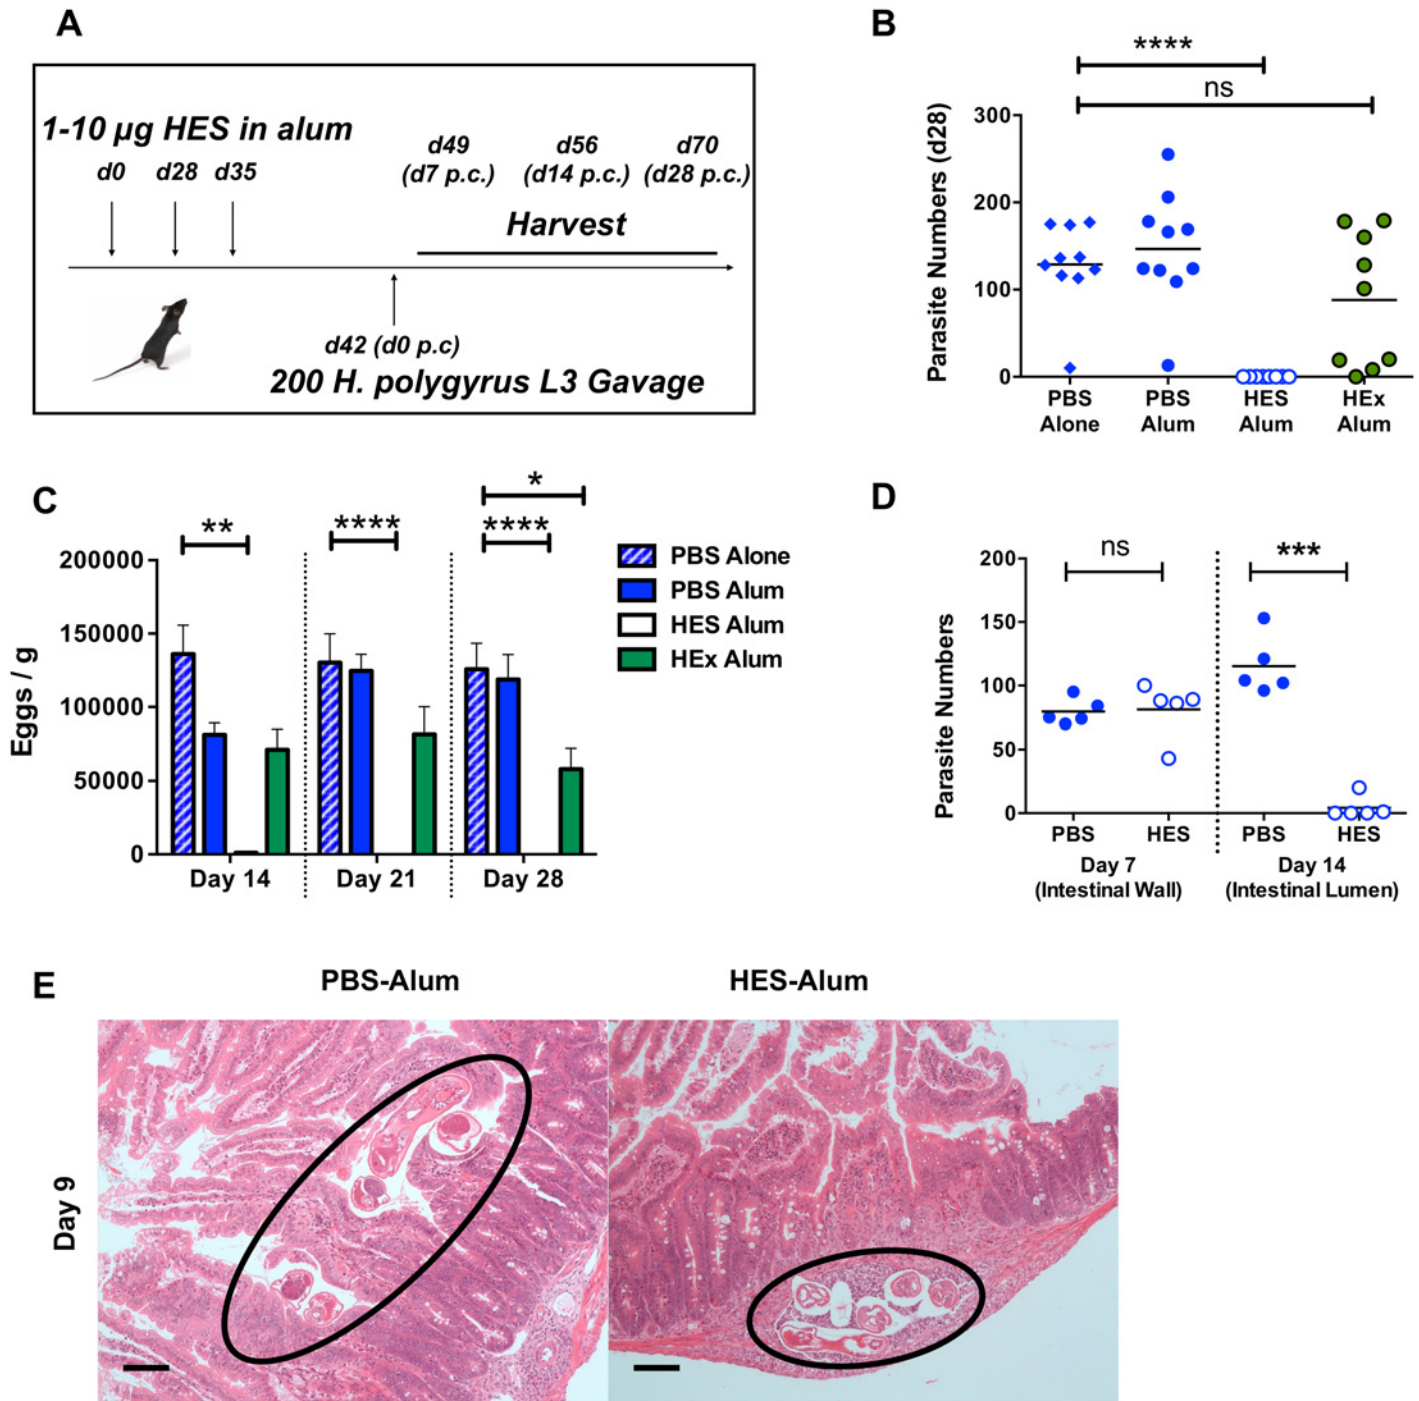 A
1-10 µg HES in alum
d0 d28 d35
d49 d56 d70
(d7 p.c.) (d14 p.c.) (d28 p.c.)
Harvest
d42 (d0 p.c)
200 H. polygyrus L3 Gavage
B
****
ns
Parasite Numbers (d28)
300
200
100
0
PBS PBS HES HEx
Alone Alum Alum Alum
C
** **** **** *
Eggs / g
200000
150000
100000
50000
0
Day 14 Day 21 Day 28
PBS Alone
PBS Alum
HES Alum
HEx Alum
D
ns ***
Parasite Numbers
200
150
100
50
0
PBS HES PBS HES
Day 7 Day 14
(Intestinal Wall) (Intestinal Lumen)
E
PBS-Alum HES-Alum
Day 9